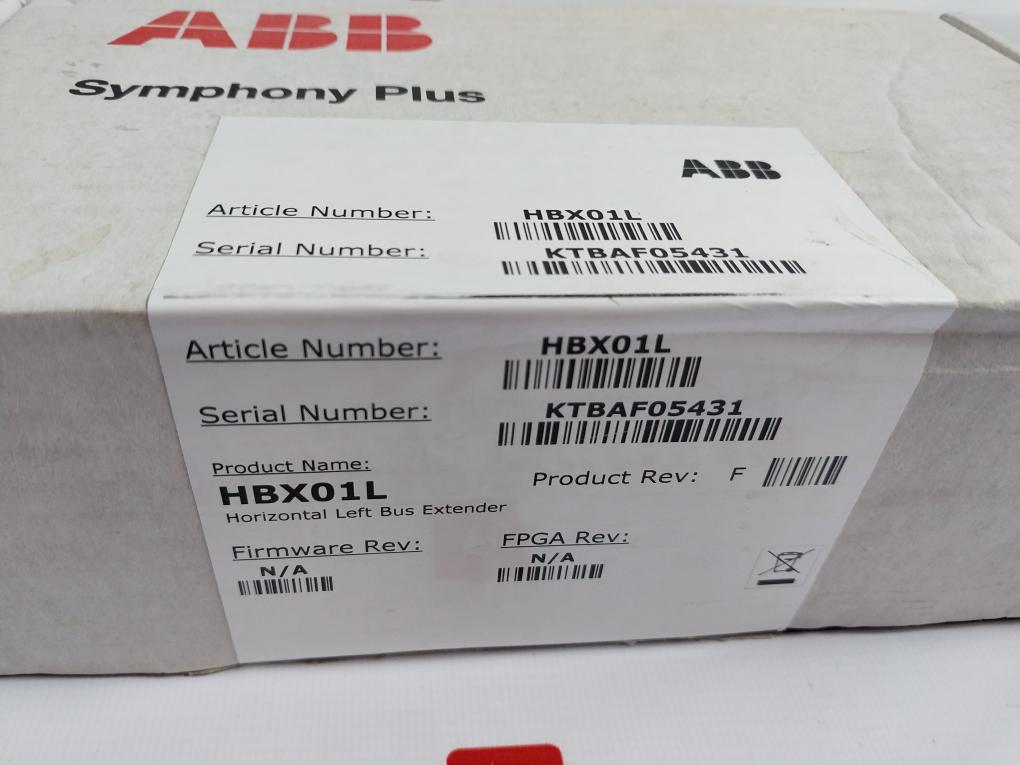 ABB
Symphony Plus
ABB
Article Number: HBX01L
Serial Number: KTBAF05431
Article Number: HBX01L
Serial Number: KTBAF05431
Product Name:
HBX01L
Horizontal Left Bus Extender
Product Rev: F
Firmware Rev:
N/A
FPGA Rev:
N/A